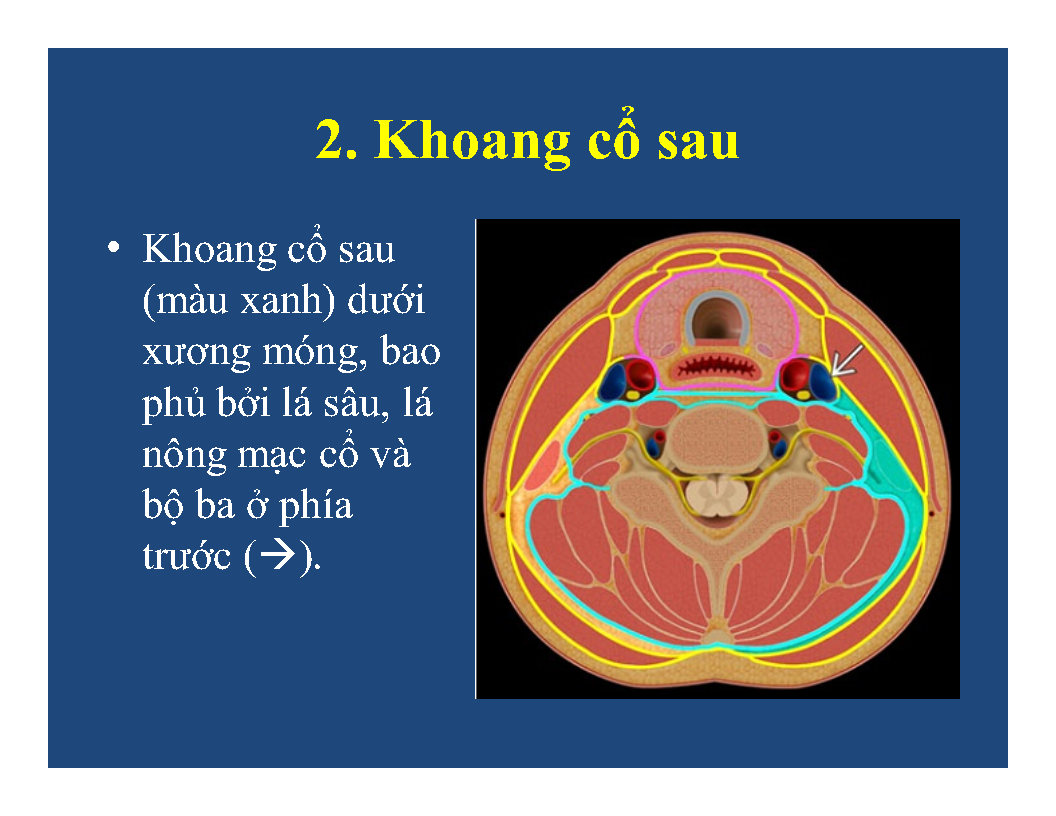 2. Khoang cổ sau
• Khoang cổ sau
(màu xanh) dưới
xương móng, bao
phủ bởi lá sâu, lá
nông mạc cổ và
bộ ba ở phía
trước (→).